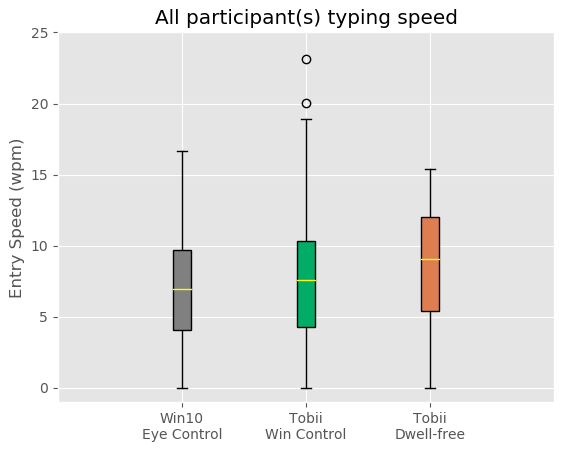 All participant(s) typing speed
Entry Speed (wpm)
25
20
15
10
5
0
Win10
Eye Control
Tobii
Win Control
Tobii
Dwell-free